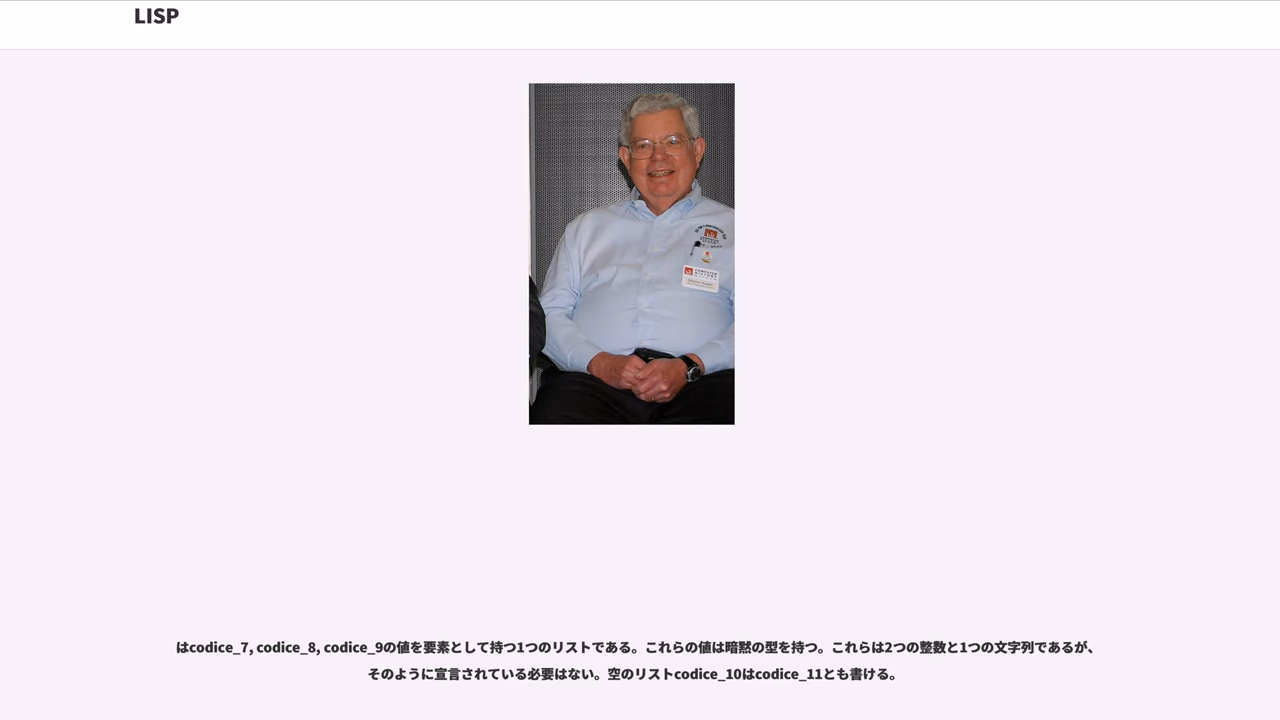 LISP
はcodice_7, codice_8, codice_9の値を要素として持つ1つのリストである。これらの値は暗黙の型を持つ。これらは2つの整数と1つの文字列であるが、
そのように宣言されている必要はない。空のリストcodice_10はcodice_11とも書ける。